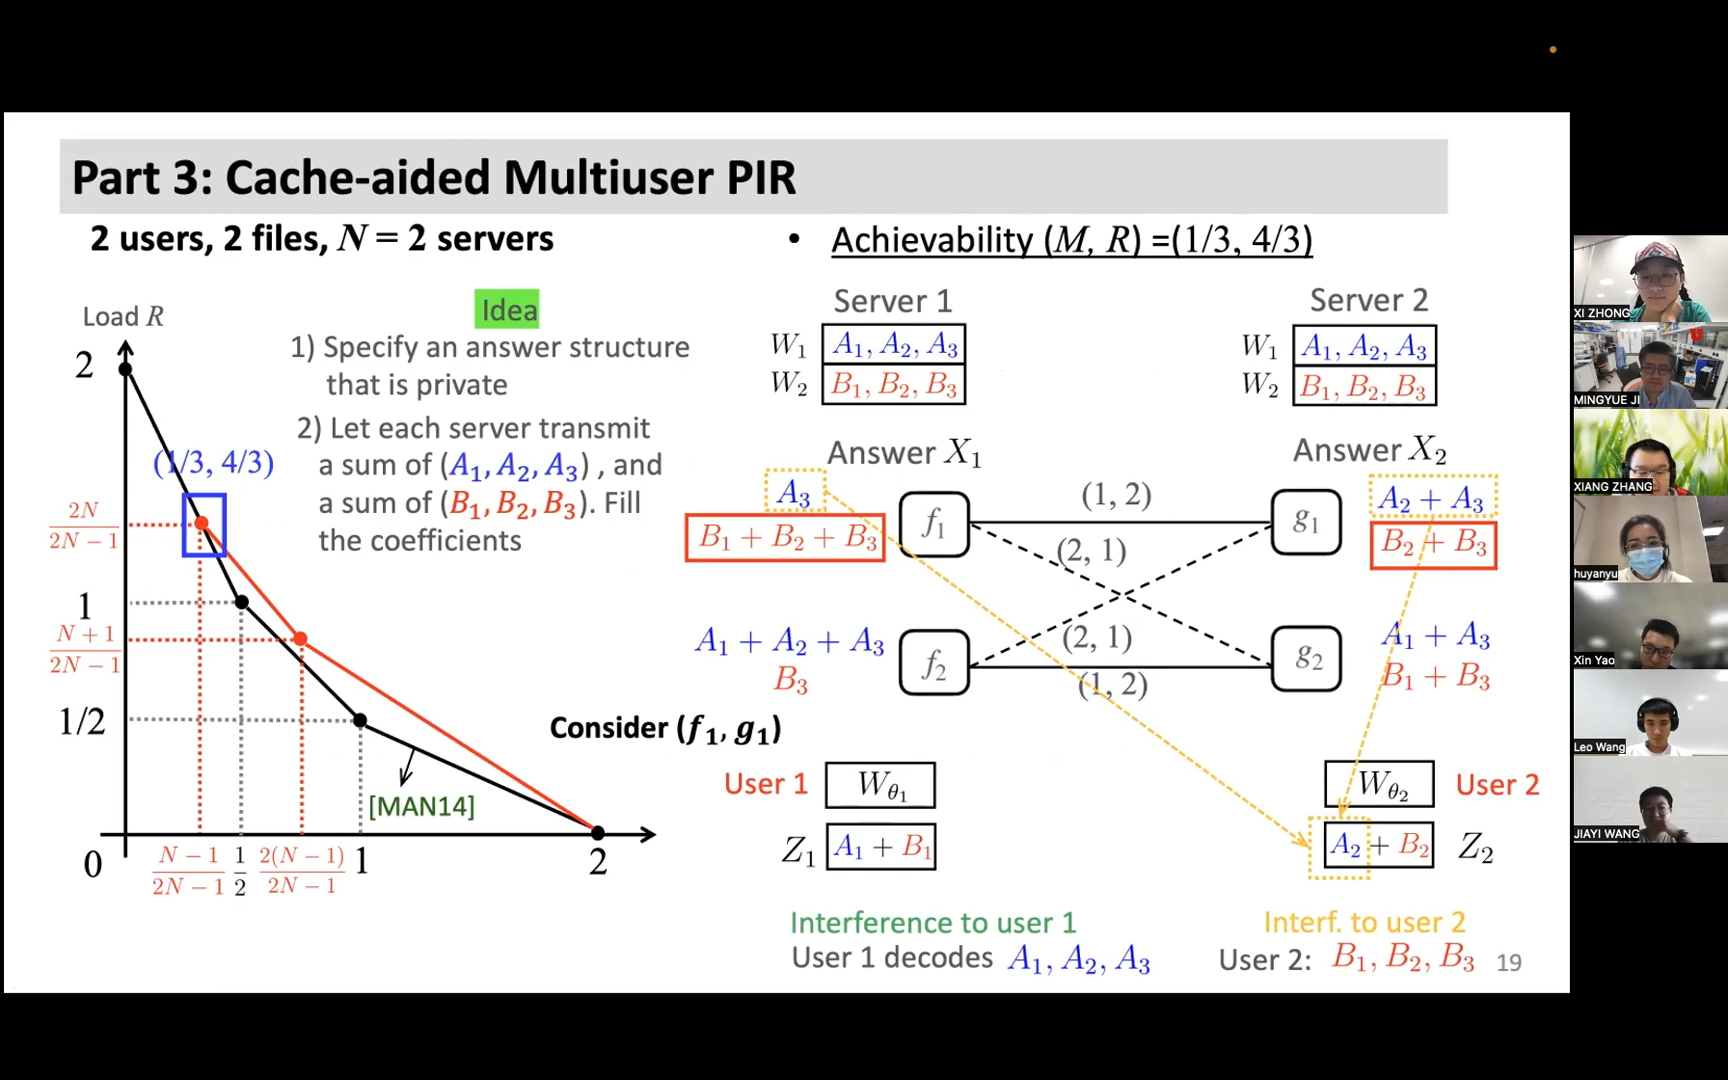 Part 3: Cache-aided Multiuser PIR
2 users, 2 files, N = 2 servers
• Achievability (M, R) =(1/3, 4/3)
Load R
2
(1/3, 4/3)
2N
2N − 1
1
N + 1
2N − 1
1/2
0
N − 1
2N − 1
1
2
2(N − 1)
2N − 1
1
2
[MAN14]
Idea
1) Specify an answer structure
that is private
2) Let each server transmit
a sum of (A₁, A₂, A₃) , and
a sum of (B₁, B₂, B₃). Fill
the coefficients
Server 1
W₁ A₁, A₂, A₃
W₂ B₁, B₂, B₃
Server 2
W₁ A₁, A₂, A₃
W₂ B₁, B₂, B₃
Answer X₁
Answer X₂
A₃
B₁ + B₂ + B₃
f₁
(1, 2)
(2, 1)
g₁
A₂ + A₃
B₂ + B₃
A₁ + A₂ + A₃
B₃
f₂
(2, 1)
(1, 2)
g₂
A₁ + A₃
B₁ + B₃
Consider (f₁, g₁)
User 1 Wθ₁
Z₁ A₁ + B₁
Wθ₂ User 2
A₂ + B₂ Z₂
Interference to user 1
User 1 decodes A₁, A₂, A₃
Interf. to user 2
User 2: B₁, B₂, B₃
19
XI ZHONG
MINGYUE JI
XIANG ZHANG
huyanyu
Xin Yao
Leo Wang
JIAYI WANG